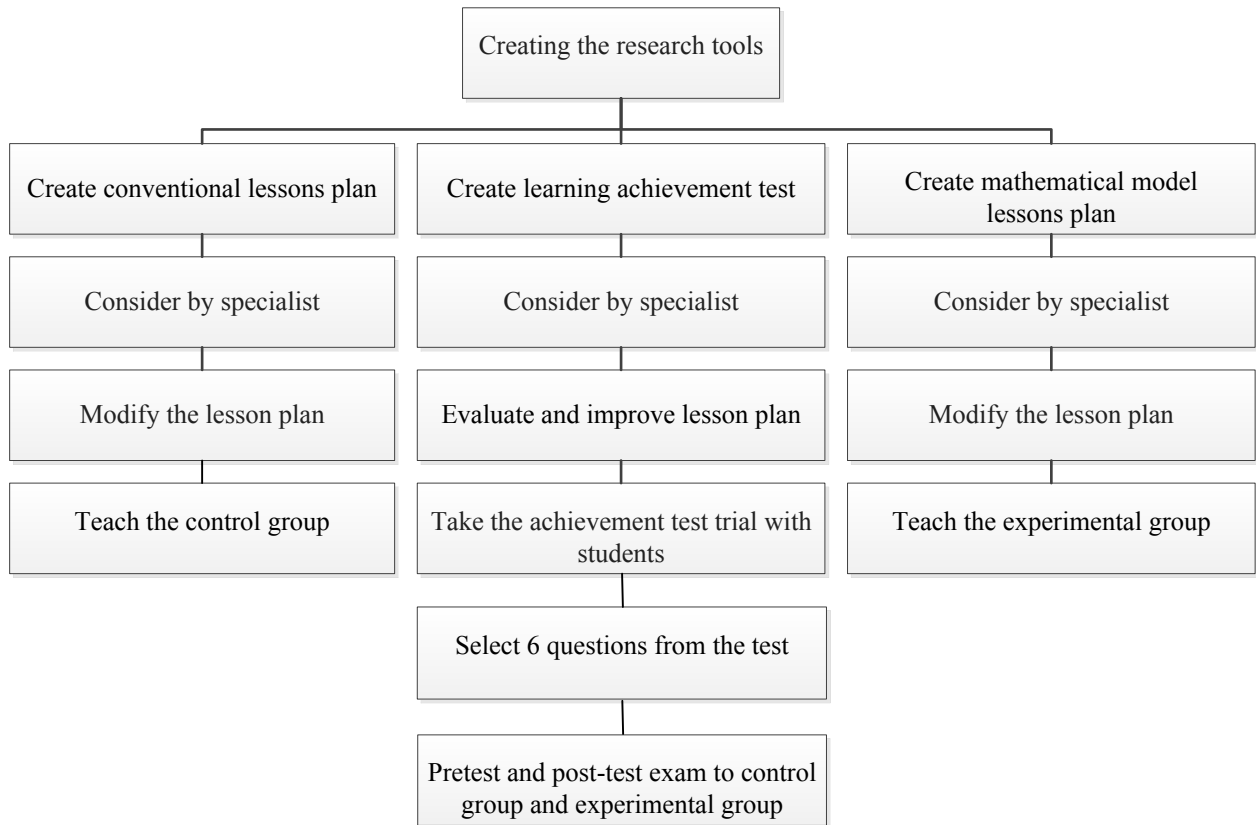 Creating the research tools
Create conventional lessons plan
Consider by specialist
Modify the lesson plan
Teach the control group
Create learning achievement test
Consider by specialist
Evaluate and improve lesson plan
Take the achievement test trial with
students
Select 6 questions from the test
Pretest and post-test exam to control
group and experimental group
Create mathematical model
lessons plan
Consider by specialist
Modify the lesson plan
Teach the experimental group